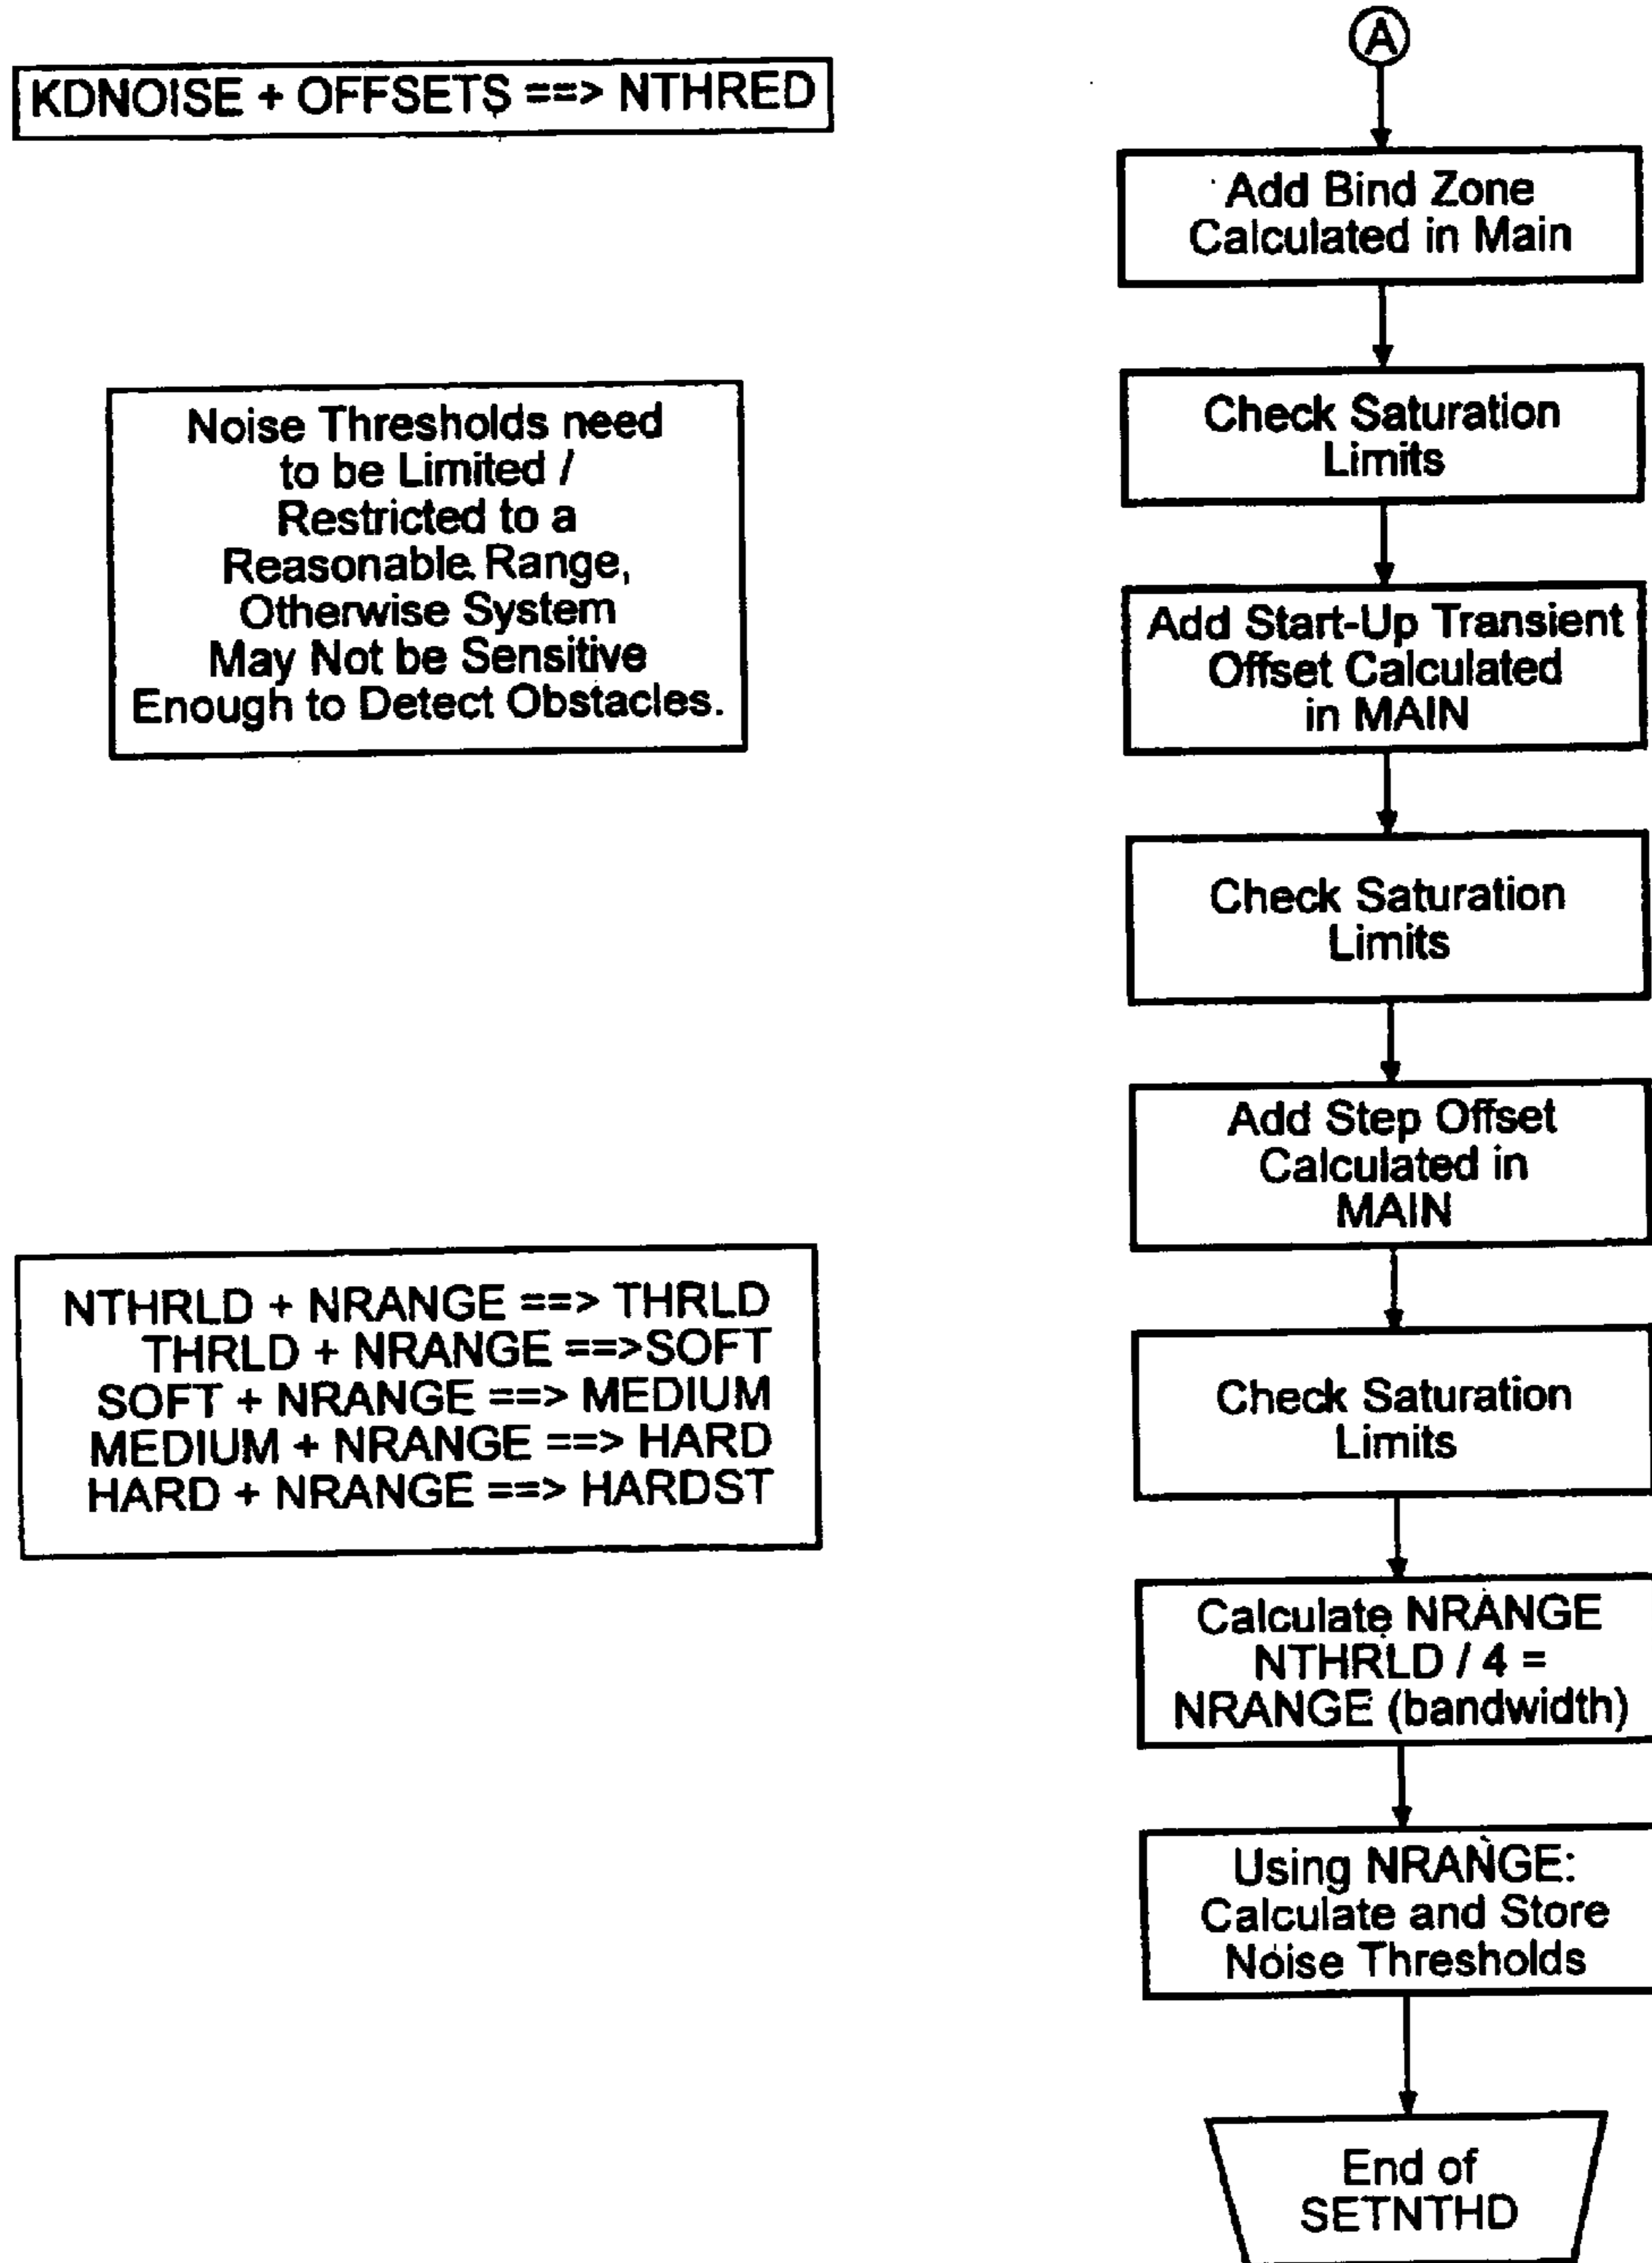 KDNOISE + OFFSETS ==> NTHRED
Noise Thresholds need
to be Limited /
Restricted to a
Reasonable Range,
Otherwise System
May Not be Sensitive
Enough to Detect Obstacles.
NTHRLD + NRANGE ==> THRLD
THRLD + NRANGE ==>SOFT
SOFT + NRANGE ==> MEDIUM
MEDIUM + NRANGE ==> HARD
HARD + NRANGE ==> HARDST
A
Add Bind Zone
Calculated in Main
Check Saturation
Limits
Add Start-Up Transient
Offset Calculated
in MAIN
Check Saturation
Limits
Add Step Offset
Calculated in
MAIN
Check Saturation
Limits
Calculate NRANGE
NTHRLD / 4 =
NRANGE (bandwidth)
Using NRANGE:
Calculate and Store
Noise Thresholds
End of
SETNTHD